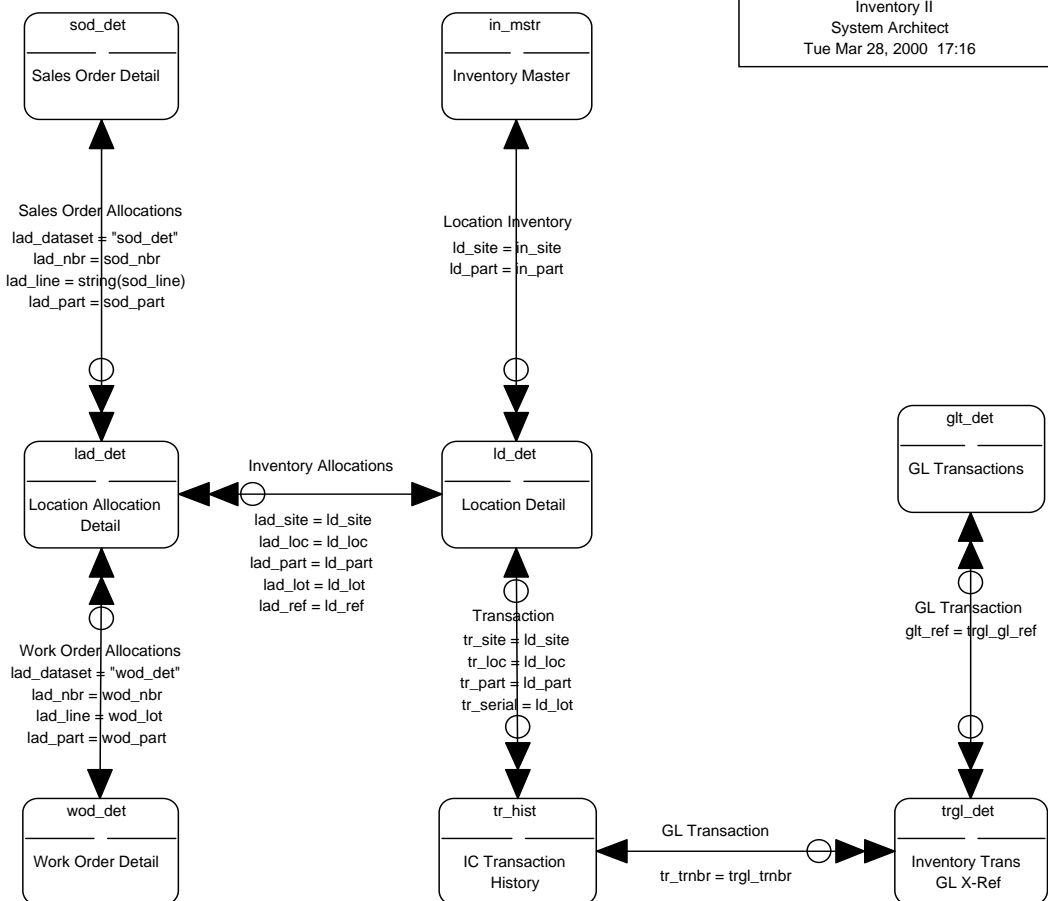 Inventory II
System Architect
Tue Mar 28, 2000 17:16
sod_det
Sales Order Detail
in_mstr
Inventory Master
Sales Order Allocations
lad_dataset = "sod_det"
lad_nbr = sod_nbr
lad_line = string(sod_line)
lad_part = sod_part
Location Inventory
ld_site = in_site
ld_part = in_part
lad_det
Location Allocation
Detail
Inventory Allocations
lad_site = ld_site
lad_loc = ld_loc
lad_part = ld_part
lad_lot = ld_lot
lad_ref = ld_ref
ld_det
Location Detail
glt_det
GL Transactions
Work Order Allocations
lad_dataset = "wod_det"
lad_nbr = wod_nbr
lad_line = wod_lot
lad_part = wod_part
Transaction
tr_site = ld_site
tr_loc = ld_loc
tr_part = ld_part
tr_serial = ld_lot
GL Transaction
glt_ref = trgl_gl_ref
wod_det
Work Order Detail
tr_hist
IC Transaction
History
GL Transaction
tr_trnbr = trgl_trnbr
trgl_det
Inventory Trans
GL X-Ref